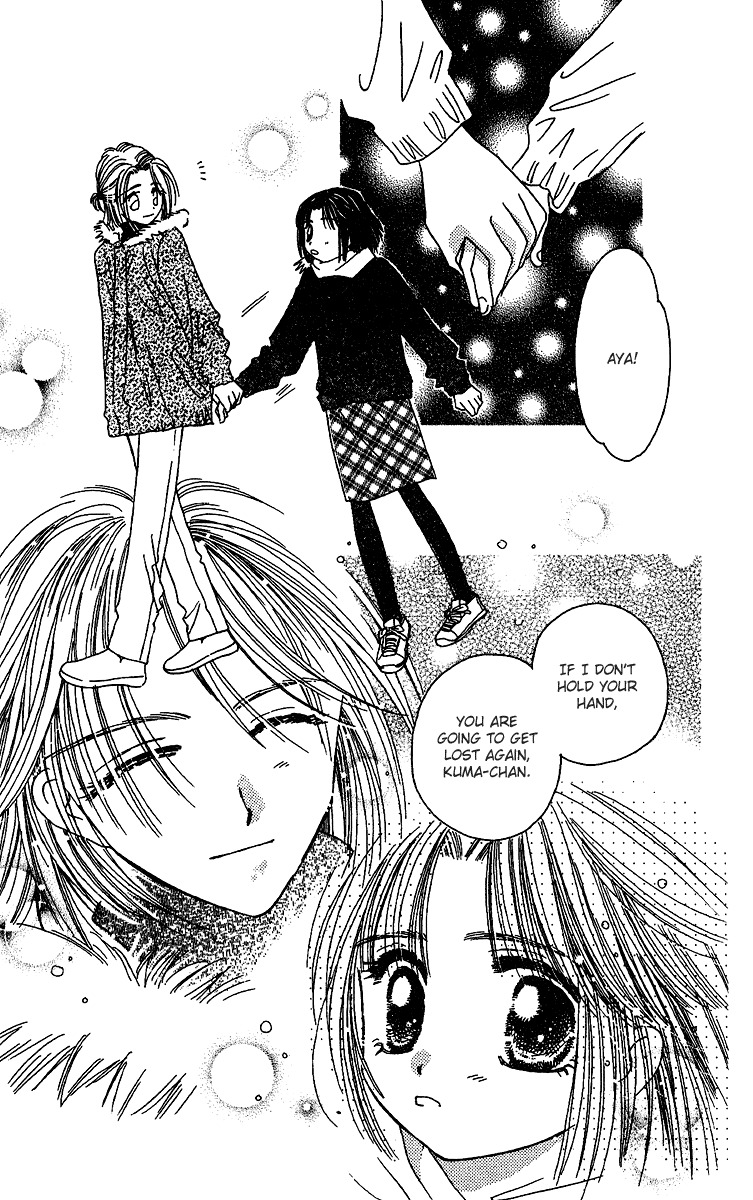 AYA!
IF I DON'T
HOLD YOUR
HAND,
YOU ARE
GOING TO GET
LOST AGAIN,
KUMA-CHAN.